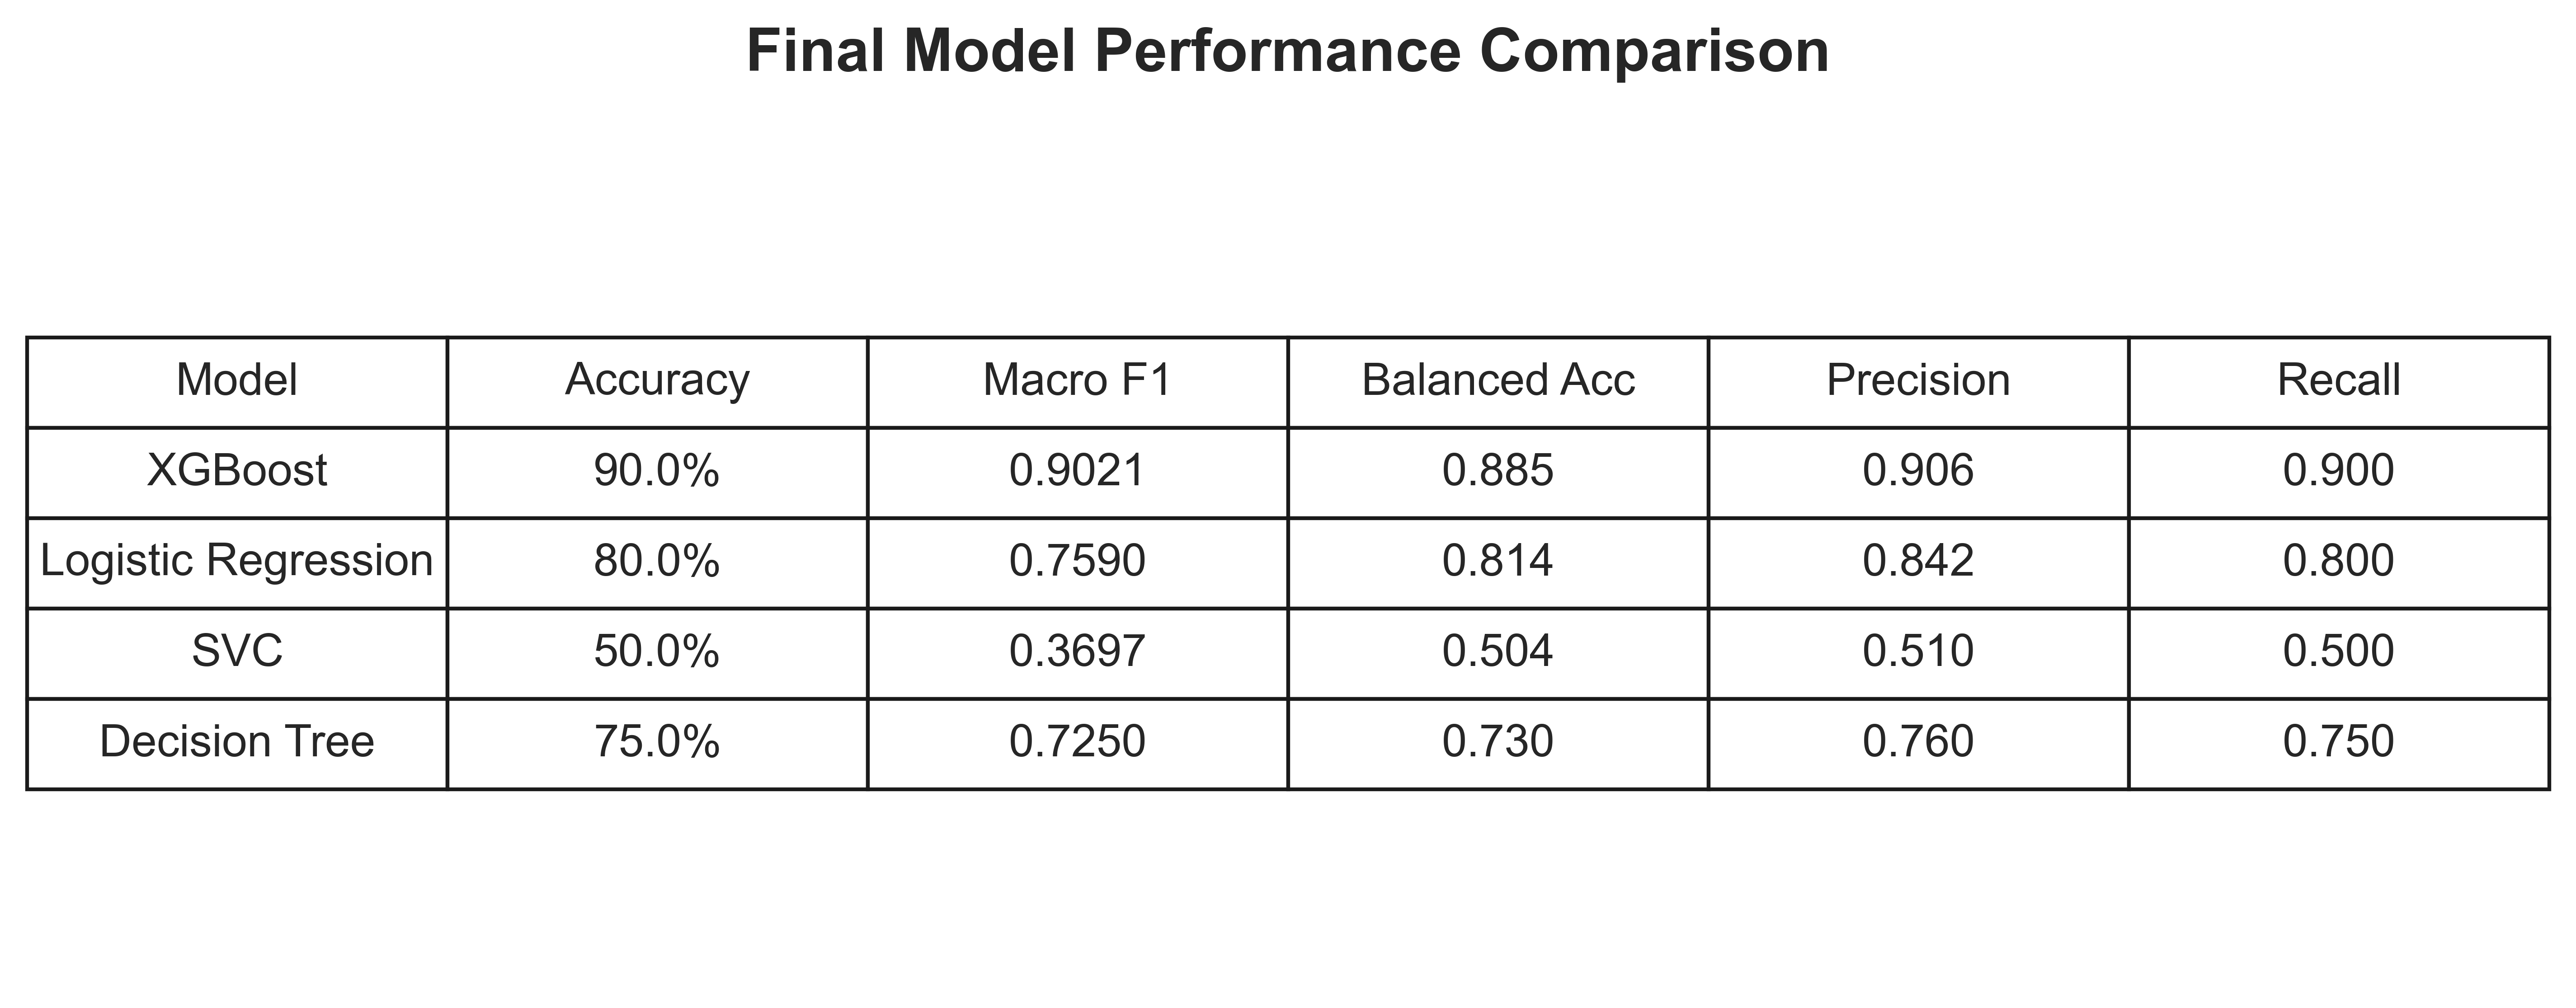 Final Model Performance Comparison
Model Accuracy Macro F1 Balanced Acc Precision Recall
XGBoost 90.0% 0.9021 0.885 0.906 0.900
Logistic Regression 80.0% 0.7590 0.814 0.842 0.800
SVC 50.0% 0.3697 0.504 0.510 0.500
Decision Tree 75.0% 0.7250 0.730 0.760 0.750